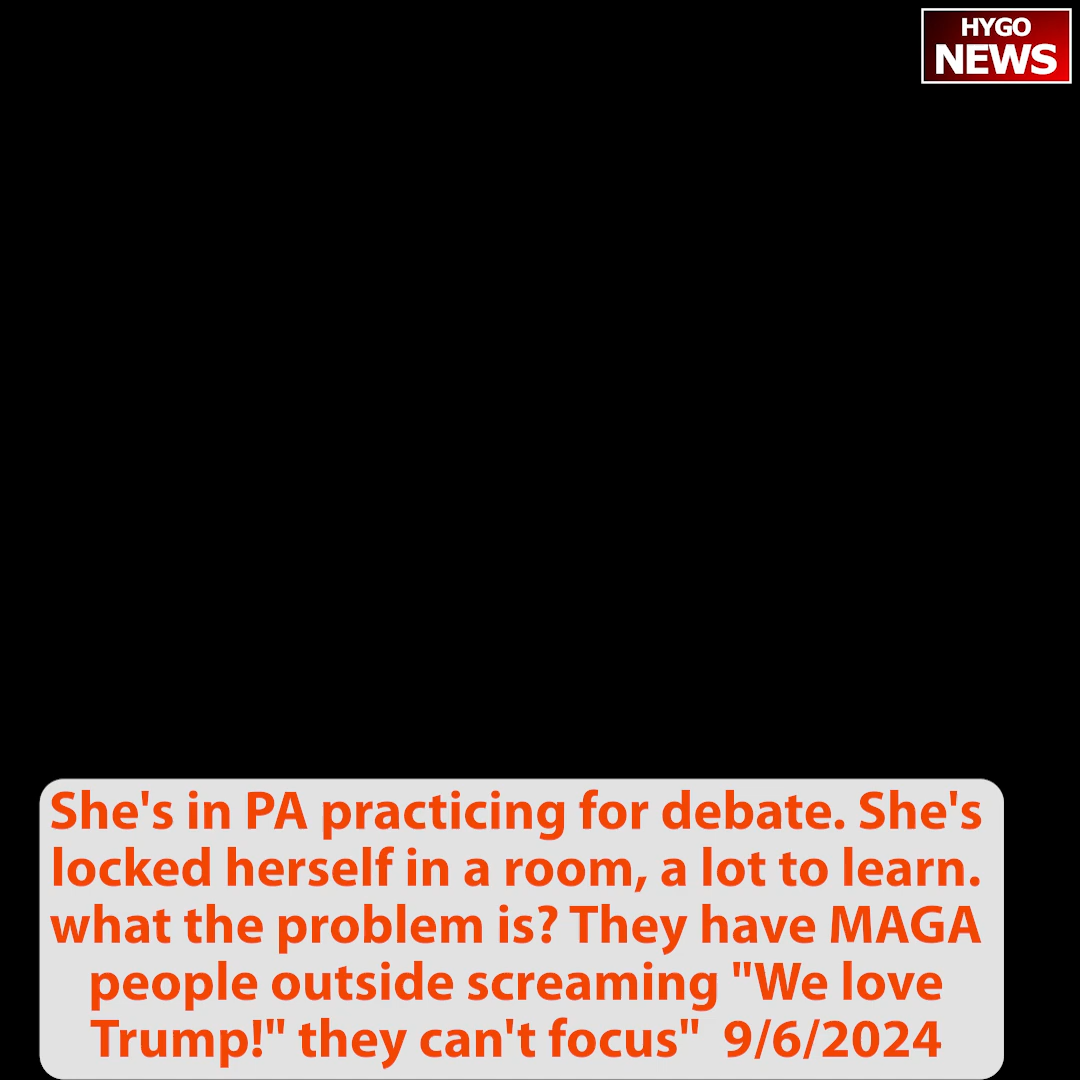 HYGO
NEWS
She's in PA practicing for debate. She's
locked herself in a room, a lot to learn.
what the problem is? They have MAGA
people outside screaming "We love
Trump!" they can't focus"  9/6/2024